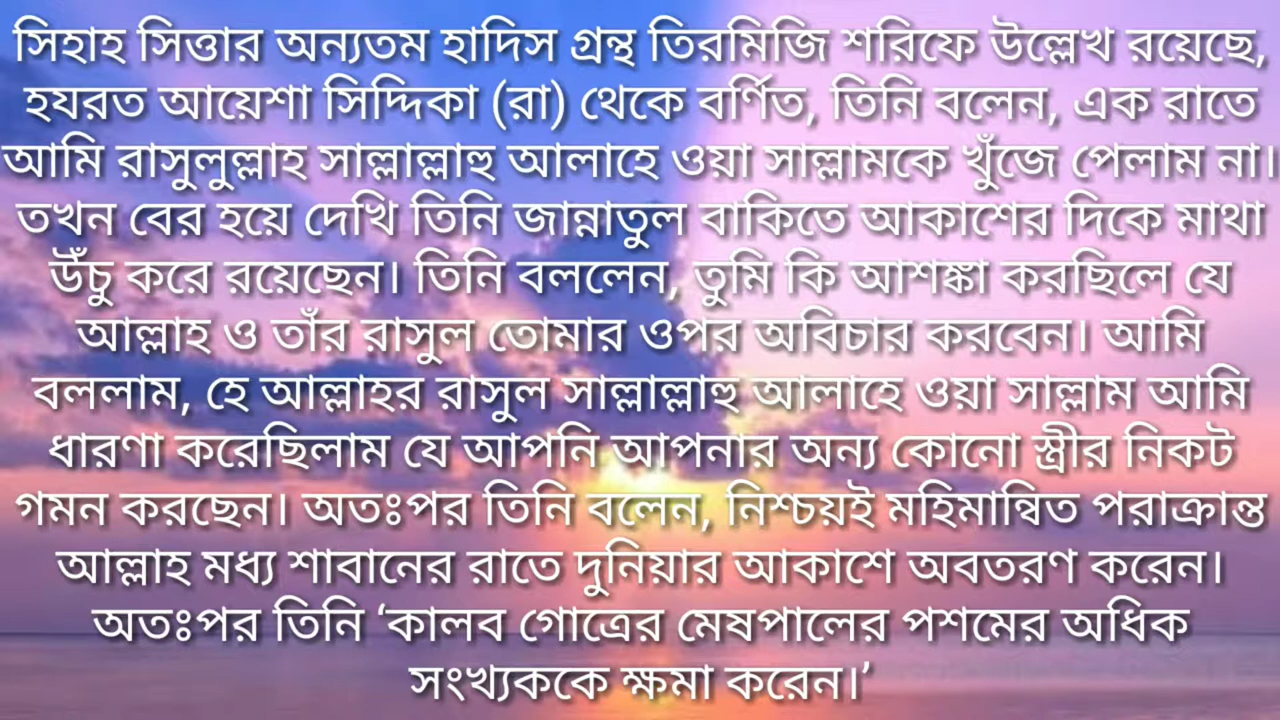 সিহাহ সিত্তার অন্যতম হাদিস গ্রন্থ তিরমিজি শরিফে উল্লেখ রয়েছে,
হযরত আয়েশা সিদ্দিকা (রা) থেকে বর্ণিত, তিনি বলেন, এক রাতে
আমি রাসুলুল্লাহ সাল্লাল্লাহু আলাহে ওয়া সাল্লামকে খুঁজে পেলাম না।
তখন বের হয়ে দেখি তিনি জান্নাতুল বাকিতে আকাশের দিকে মাথা
উঁচু করে রয়েছেন। তিনি বললেন, তুমি কি আশঙ্কা করছিলে যে
আল্লাহ ও তাঁর রাসুল তোমার ওপর অবিচার করবেন। আমি
বললাম, হে আল্লাহর রাসুল সাল্লাল্লাহু আলাহে ওয়া সাল্লাম আমি
ধারণা করেছিলাম যে আপনি আপনার অন্য কোনো স্ত্রীর নিকট
গমন করছেন। অতঃপর তিনি বলেন, নিশ্চয়ই মহিমান্বিত পরাক্রান্ত
আল্লাহ মধ্য শাবানের রাতে দুনিয়ার আকাশে অবতরণ করেন।
অতঃপর তিনি ‘কালব গোত্রের মেষপালের পশমের অধিক
সংখ্যককে ক্ষমা করেন।’